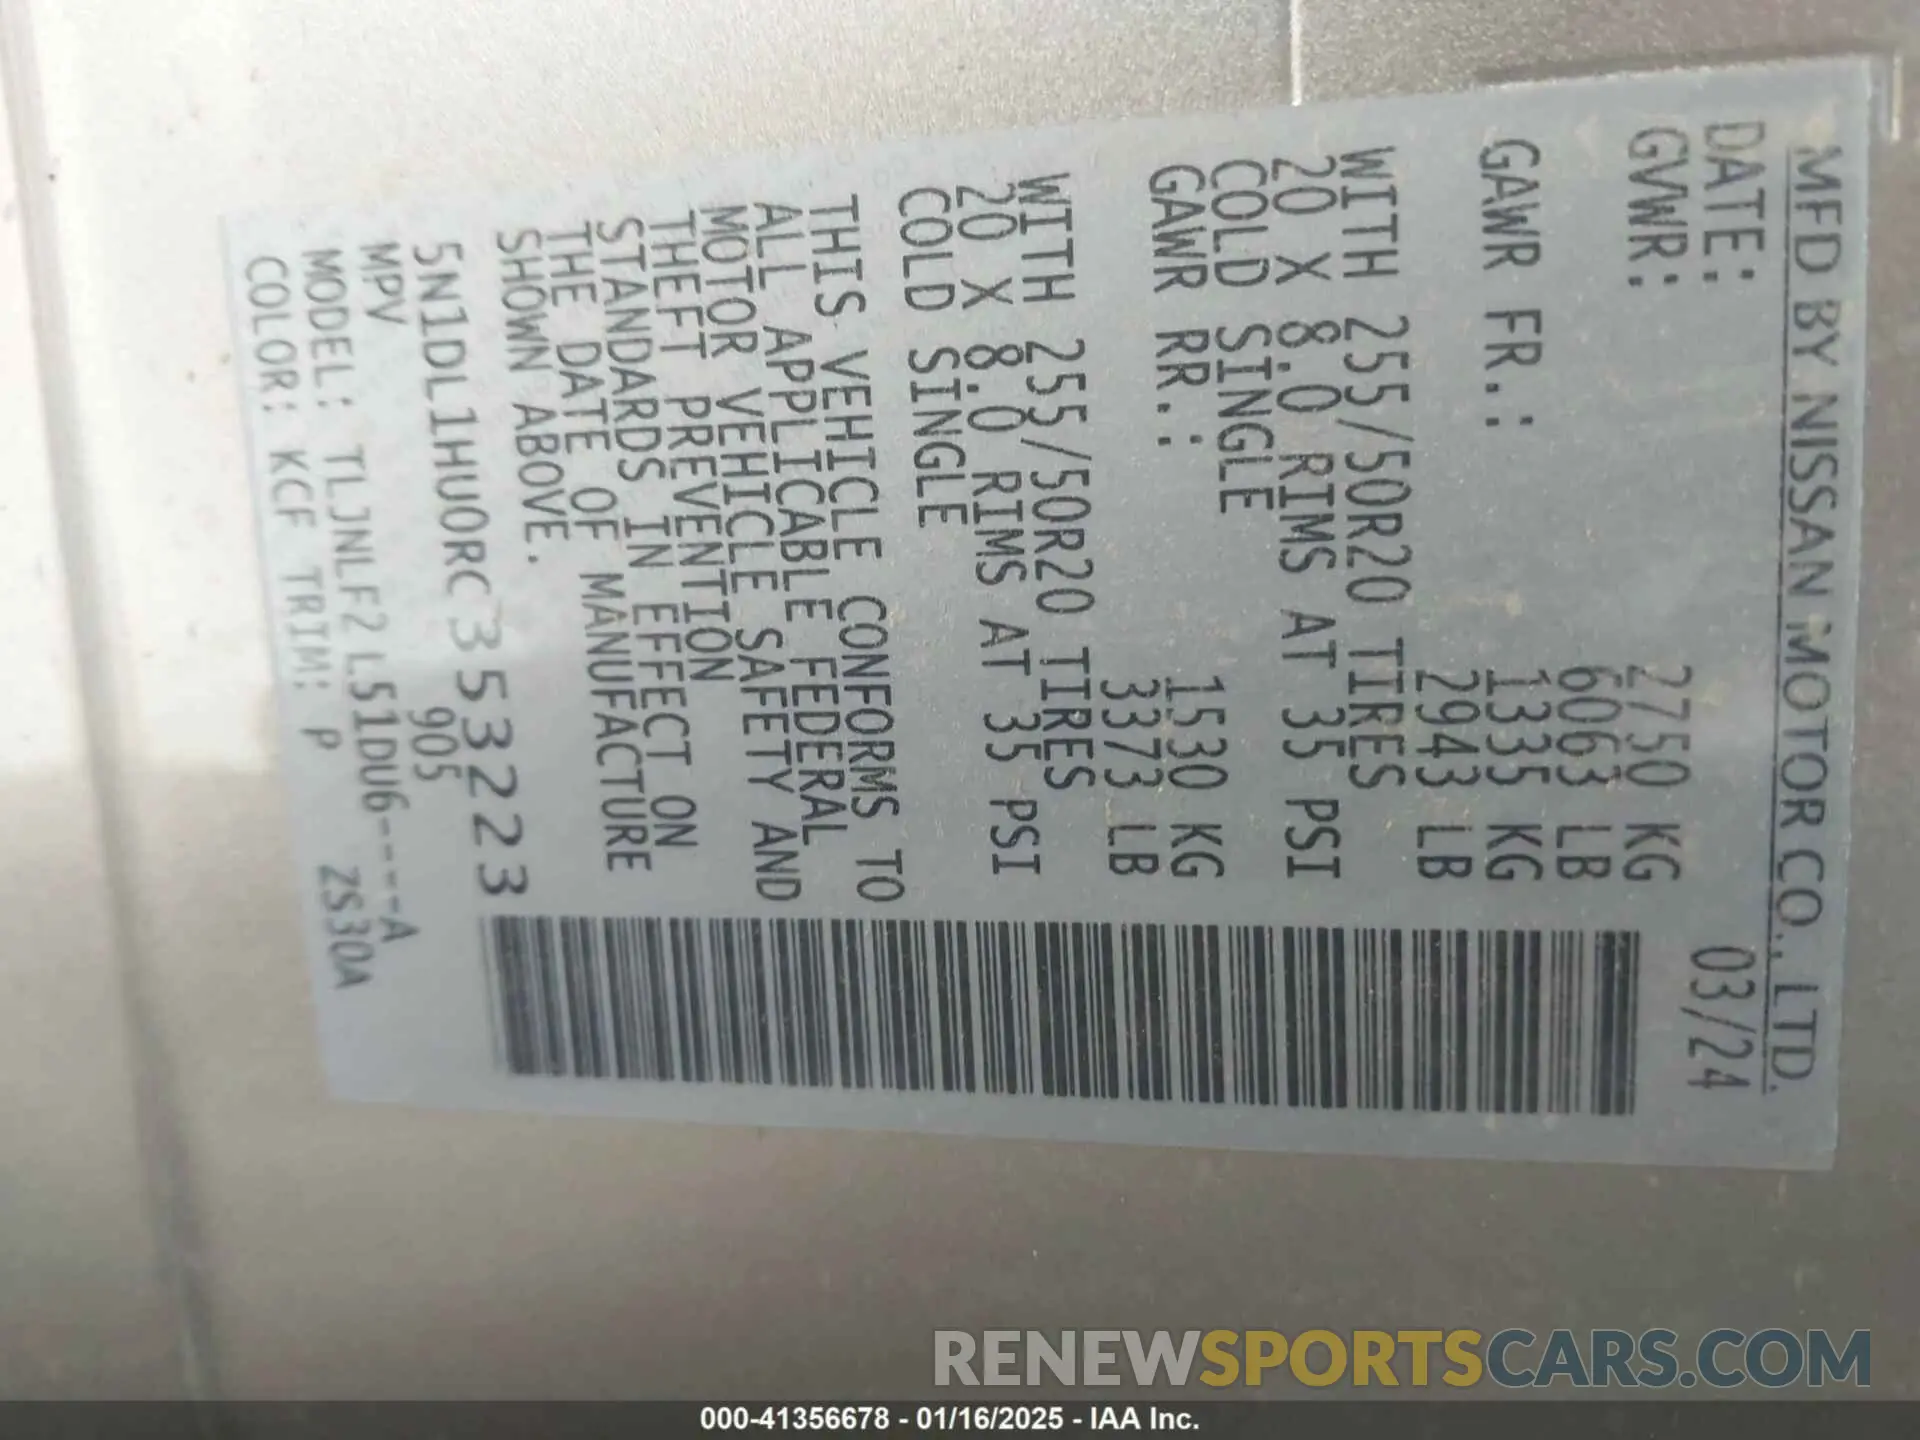 MFD BY NISSAN MOTOR CO., LTD.
DATE: 03/24
GVWR: 2750 KG
6063 LB
GAWR FR.: 1335 KG
2943 LB
WITH 255/50R20 TIRES
20 X 8.0 RIMS AT 35 PSI
COLD SINGLE
GAWR RR.: 1530 KG
3373 LB
WITH 255/50R20 TIRES
20 X 8.0 RIMS AT 35 PSI
COLD SINGLE
THIS VEHICLE CONFORMS TO
ALL APPLICABLE FEDERAL
MOTOR VEHICLE SAFETY AND
THEFT PREVENTION
STANDARDS IN EFFECT ON
THE DATE OF MANUFACTURE
SHOWN ABOVE.
5N1DL1HU0RC353223
MPV 905
MODEL: TLJNLF2 L51DU6----A
COLOR: KCF TRIM: P ZS30A
RENEWSPORTSCARS.COM
000-41356678 - 01/16/2025 - IAA Inc.